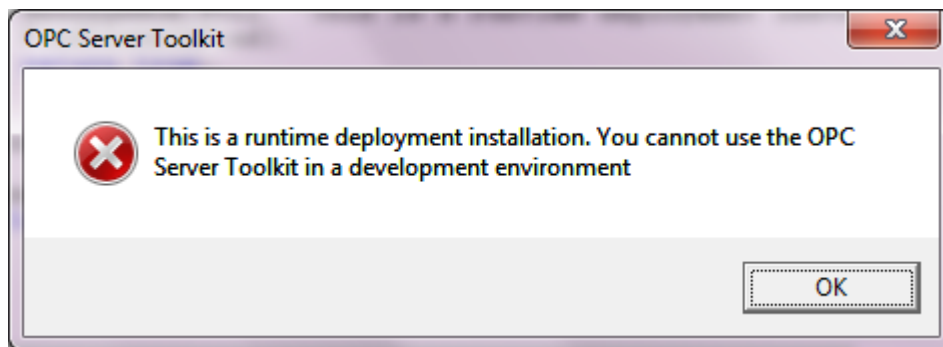 OPC Server Toolkit
This is a runtime deployment installation. You cannot use the OPC
Server Toolkit in a development environment
OK